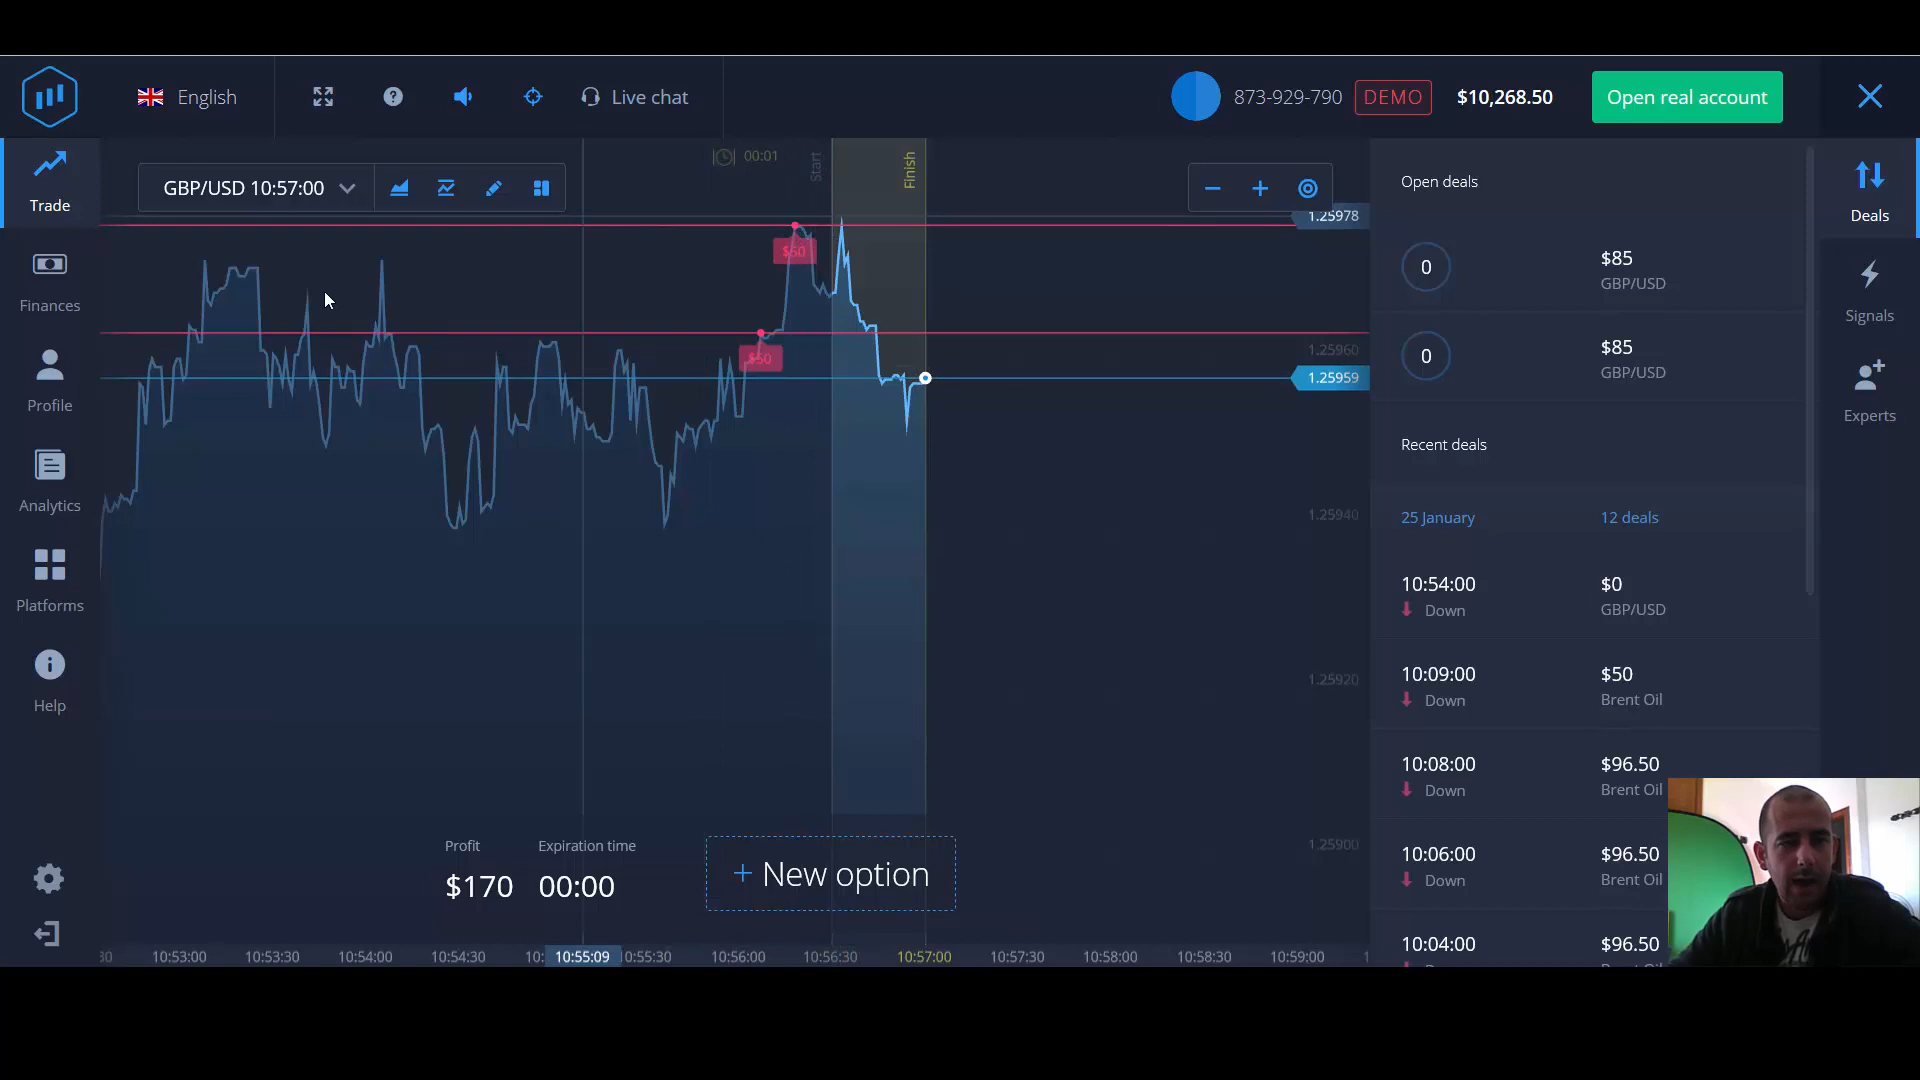 English
Live chat
873-929-790
DEMO
$10,268.50
Open real account
Trade
Finances
Profile
Analytics
Platforms
Help
GBP/USD 10:57:00
00:01
Start
Finish
$50
$50
1.25978
1.25960
1.25959
1.25940
1.25920
1.25900
Profit
$170
Expiration time
00:00
+ New option
10:53:00
10:53:30
10:54:00
10:54:30
10:55:09
10:55:30
10:56:00
10:56:30
10:57:00
10:57:30
10:58:00
10:58:30
10:59:00
Open deals
0
$85
GBP/USD
0
$85
GBP/USD
Recent deals
25 January
12 deals
10:54:00
$0
Down
GBP/USD
10:09:00
$50
Down
Brent Oil
10:08:00
$96.50
Down
Brent Oil
10:06:00
$96.50
Down
Brent Oil
10:04:00
$96.50
Deals
Signals
Experts